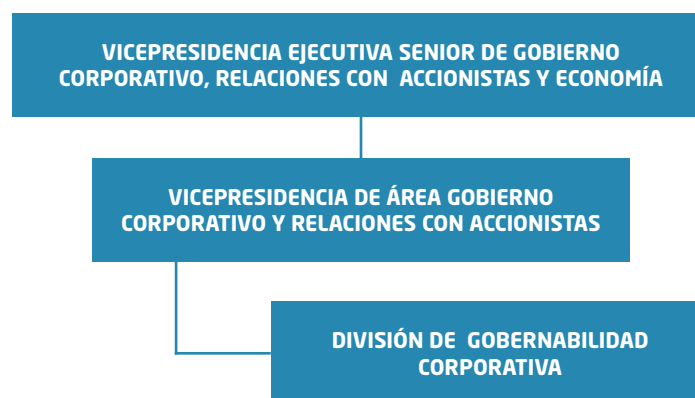 VICEPRESIDENCIA EJECUTIVA SENIOR DE GOBIERNO
CORPORATIVO, RELACIONES CON ACCIONISTAS Y ECONOMÍA
VICEPRESIDENCIA DE ÁREA GOBIERNO
CORPORATIVO Y RELACIONES CON ACCIONISTAS
DIVISIÓN DE GOBERNABILIDAD
CORPORATIVA